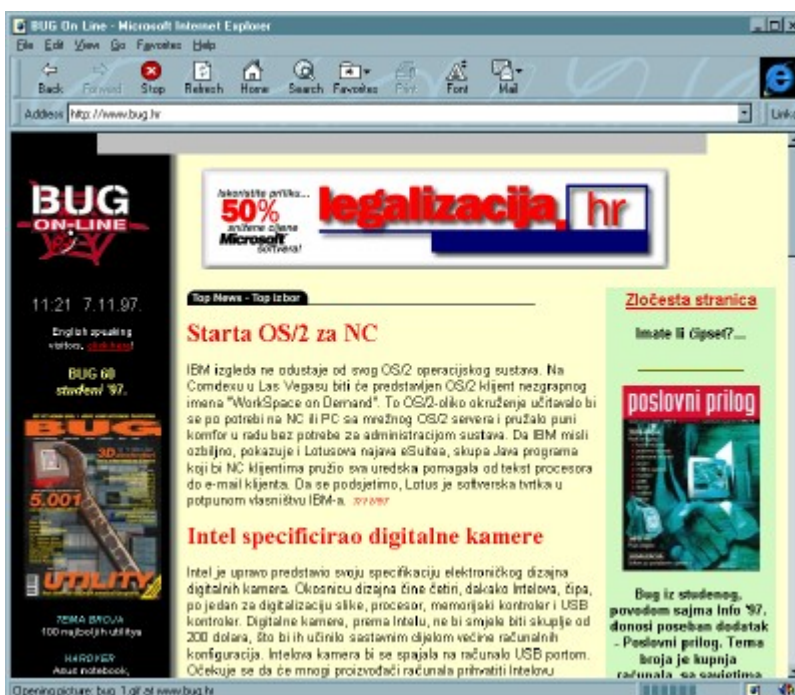 BUG On Line - Microsoft Internet Explorer
File Edit View Go Favorites Help
Back Forward Stop Refresh Home Search Favorites Print Font Mail
Address http://www.bug.hr Links
BUG
ON-LINE
Iskoristite priliku...
50%
snižene cijene
Microsoft
softvera!
legalizacija.hr
11:21 7.11.97.
English speaking
visitors, click here!
BUG 60
studeni '97.
BUG
3D
5.001
UTILITY
TEMA BROJA
100 najboljih utilitya
HARDVER
Asus notebook,
Top News - Top Izbor
Starta OS/2 za NC
IBM izgleda ne odustaje od svog OS/2 operacijskog sustava. Na
Comdexu u Las Vegasu biti će predstavljen OS/2 klijent nezgrapnog
imena "WorkSpace on Demand". To OS/2-oliko okruženje učitavalo bi
se po potrebi na NC ili PC sa mrežnog OS/2 servera i pružalo puni
komfor u radu bez potrebe za administracijom sustava. Da IBM misli
ozbiljno, pokazuje i Lotusova najava eSuitea, skupa Java programa
koji bi NC klijentima pružio sva uredska pomagala od tekst procesora
do e-mail klijenta. Da se podsjetimo, Lotus je softverska tvrtka u
potpunom vlasništvu IBM-a. 7/11/97
Intel specificirao digitalne kamere
Intel je upravo predstavio svoju specifikaciju elektroničkog dizajna
digitalnih kamera. Okosnicu dizajna čine četiri, dakako Intelova, čipa,
po jedan za digitalizaciju slike, procesor, memorijski kontroler i USB
kontroler. Digitalne kamere, prema Intelu, ne bi smjele biti skuplje od
200 dolara, što bi ih učinilo sastavnim dijelom većine računalnih
konfiguracija. Intelova kamera bi se spajala na računalo USB portom.
Očekuje se da će mnogi proizvođači računala prihvatiti Intelovu
Zločesta stranica
Imate li čipset?...
poslovni prilog
Bug iz studenog,
povodom sajma Info '97.
donosi poseban dodatak
- Poslovni prilog. Tema
broja je kupnja
računala, sa savjetima
Opening picture: bug_1.gif at www.bug.hr